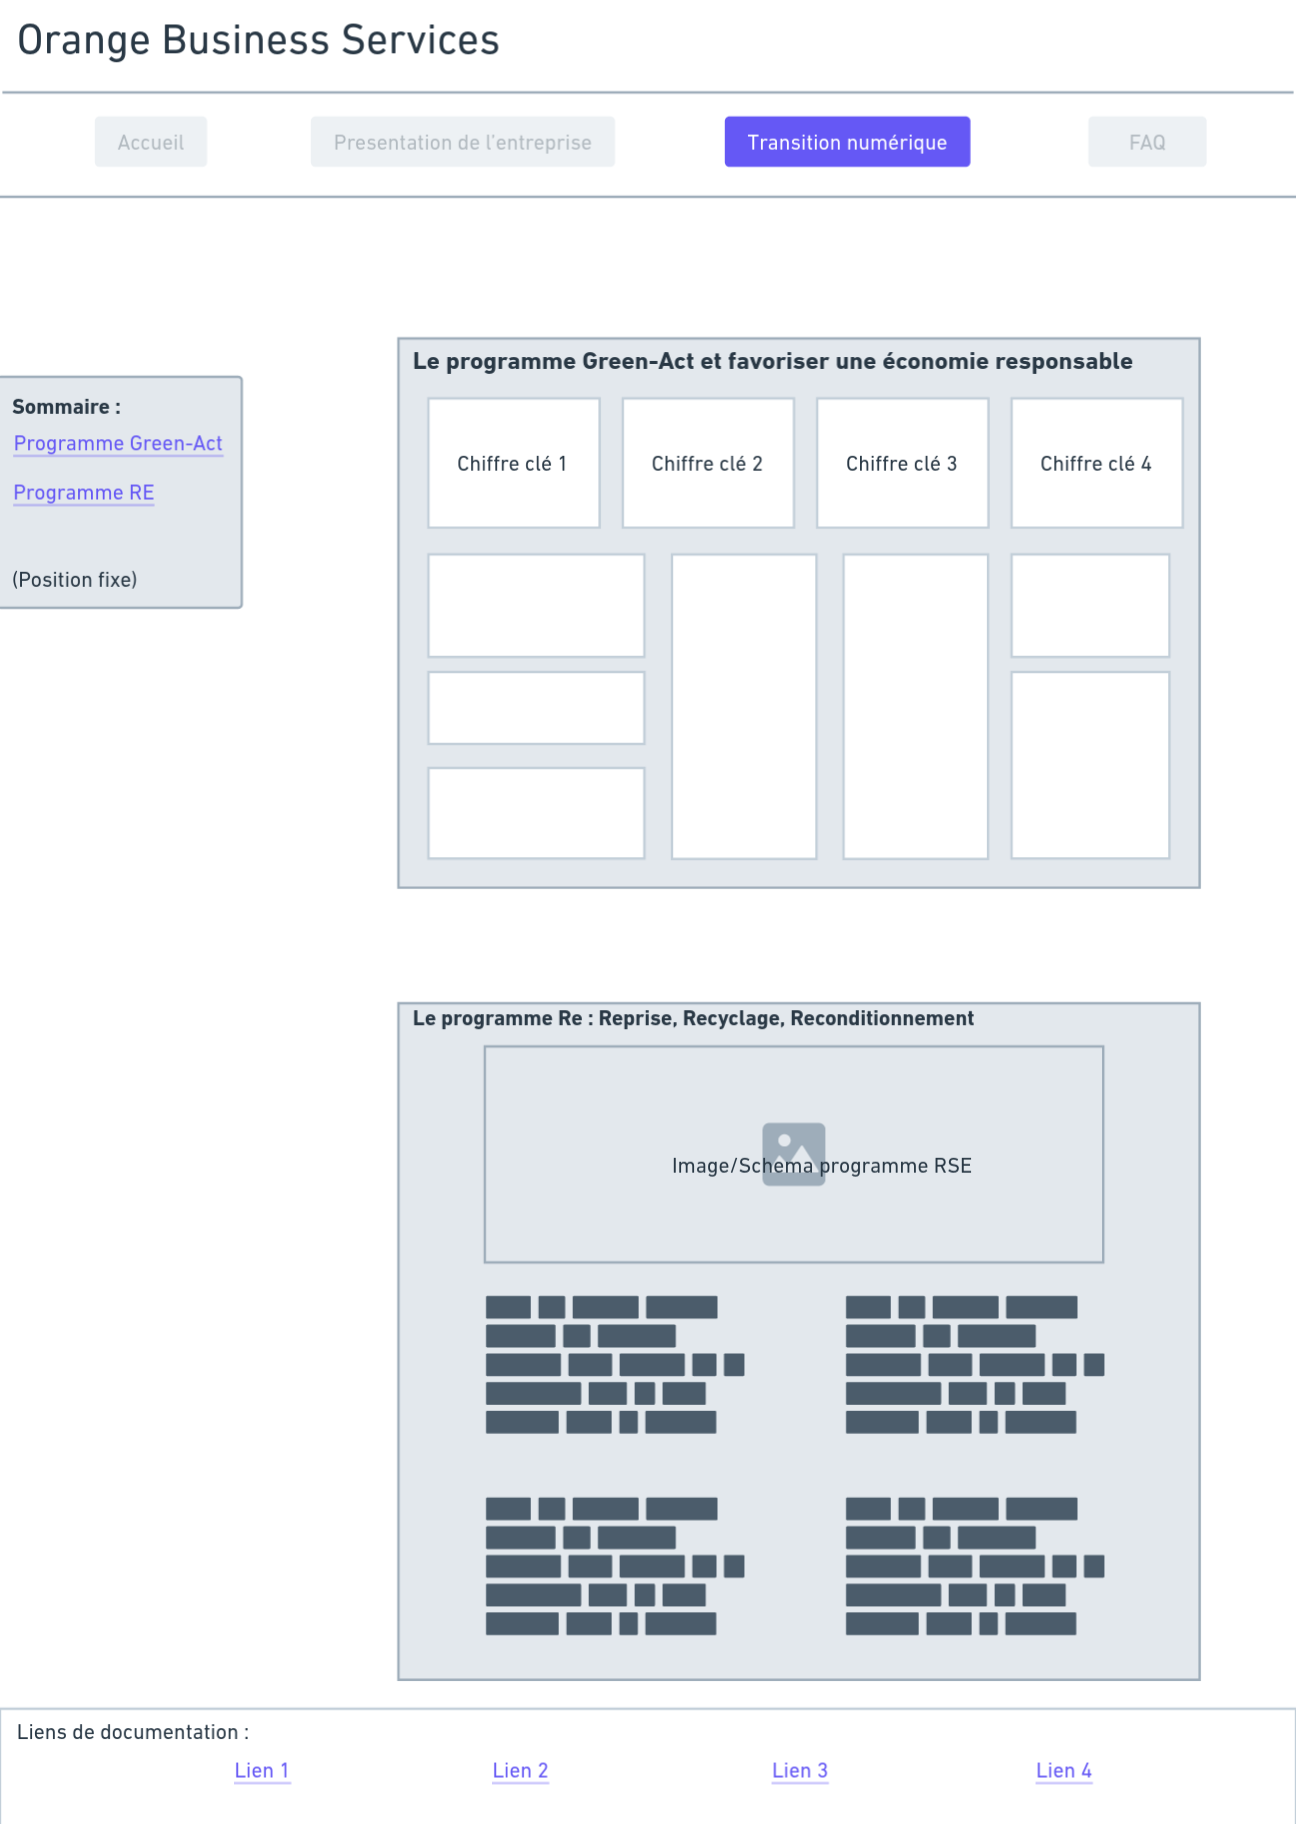 Orange Business Services
Accueil
Presentation de l'entreprise
Transition numérique
FAQ
Sommaire :
Programme Green-Act
Programme RE
(Position fixe)
Le programme Green-Act et favoriser une économie responsable
Chiffre clé 1
Chiffre clé 2
Chiffre clé 3
Chiffre clé 4
Le programme Re : Reprise, Recyclage, Reconditionnement
Image/Schema programme RSE
Liens de documentation :
Lien 1
Lien 2
Lien 3
Lien 4